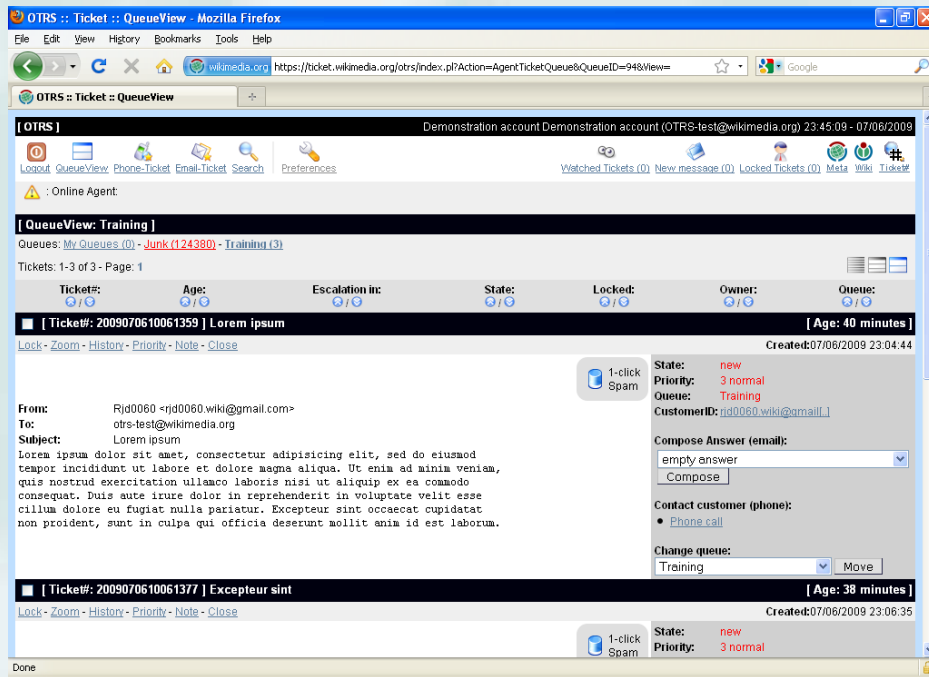 OTRS :: Ticket :: QueueView - Mozilla Firefox
File Edit View History Bookmarks Tools Help
wikimedia.org https://ticket.wikimedia.org/otrs/index.pl?Action=AgentTicketQueue&QueueID=94&View= Google
OTRS :: Ticket :: QueueView
[ OTRS ] Demonstration account Demonstration account (OTRS-test@wikimedia.org) 23:45:09 - 07/06/2009
Logout QueueView Phone-Ticket Email-Ticket Search Preferences Watched Tickets (0) New message (0) Locked Tickets (0) Meta Wiki Ticket#
: Online Agent:
[ QueueView: Training ]
Queues: My Queues (0) - Junk (124380) - Training (3)
Tickets: 1-3 of 3 - Page: 1
Ticket#: Age: Escalation in: State: Locked: Owner: Queue:
/ / / / / / /
[ Ticket#: 2009070610061359 ] Lorem ipsum [ Age: 40 minutes ]
Lock - Zoom - History - Priority - Note - Close Created:07/06/2009 23:04:44
1-click
Spam
From: Rjd0060 <rjd0060.wiki@gmail.com>
To: otrs-test@wikimedia.org
Subject: Lorem ipsum
Lorem ipsum dolor sit amet, consectetur adipisicing elit, sed do eiusmod
tempor incididunt ut labore et dolore magna aliqua. Ut enim ad minim veniam,
quis nostrud exercitation ullamco laboris nisi ut aliquip ex ea commodo
consequat. Duis aute irure dolor in reprehenderit in voluptate velit esse
cillum dolore eu fugiat nulla pariatur. Excepteur sint occaecat cupidatat
non proident, sunt in culpa qui officia deserunt mollit anim id est laborum.
State: new
Priority: 3 normal
Queue: Training
CustomerID: rjd0060.wiki@gmail[..]
Compose Answer (email):
empty answer
Compose
Contact customer (phone):
• Phone call
Change queue:
Training Move
[ Ticket#: 2009070610061377 ] Excepteur sint [ Age: 38 minutes ]
Lock - Zoom - History - Priority - Note - Close Created:07/06/2009 23:06:35
1-click
Spam
State: new
Priority: 3 normal
Done